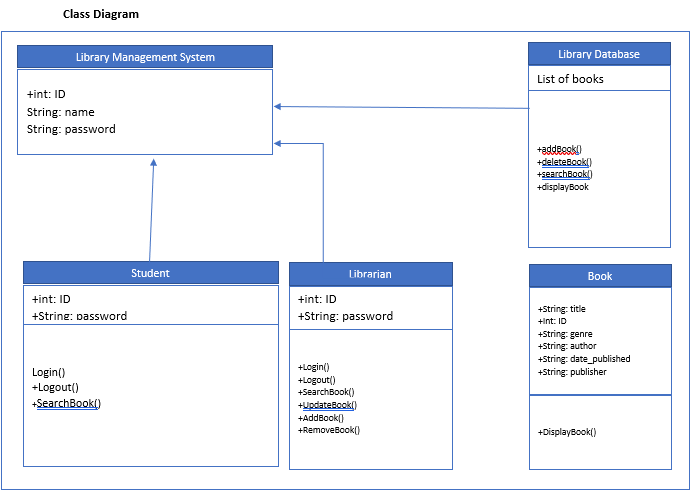 Class Diagram
Library Management System
+int: ID
String: name
String: password
Library Database
List of books
+addBook()
+deleteBook()
+searchBook()
+displayBook
Student
+int: ID
+String: password
Login()
+Logout()
+SearchBook()
Librarian
+int: ID
+String: password
+Login()
+Logout()
+SearchBook()
+UpdateBook()
+AddBook()
+RemoveBook()
Book
+String: title
+Int: ID
+String: genre
+String: author
+String: date_published
+String: publisher
+DisplayBook()